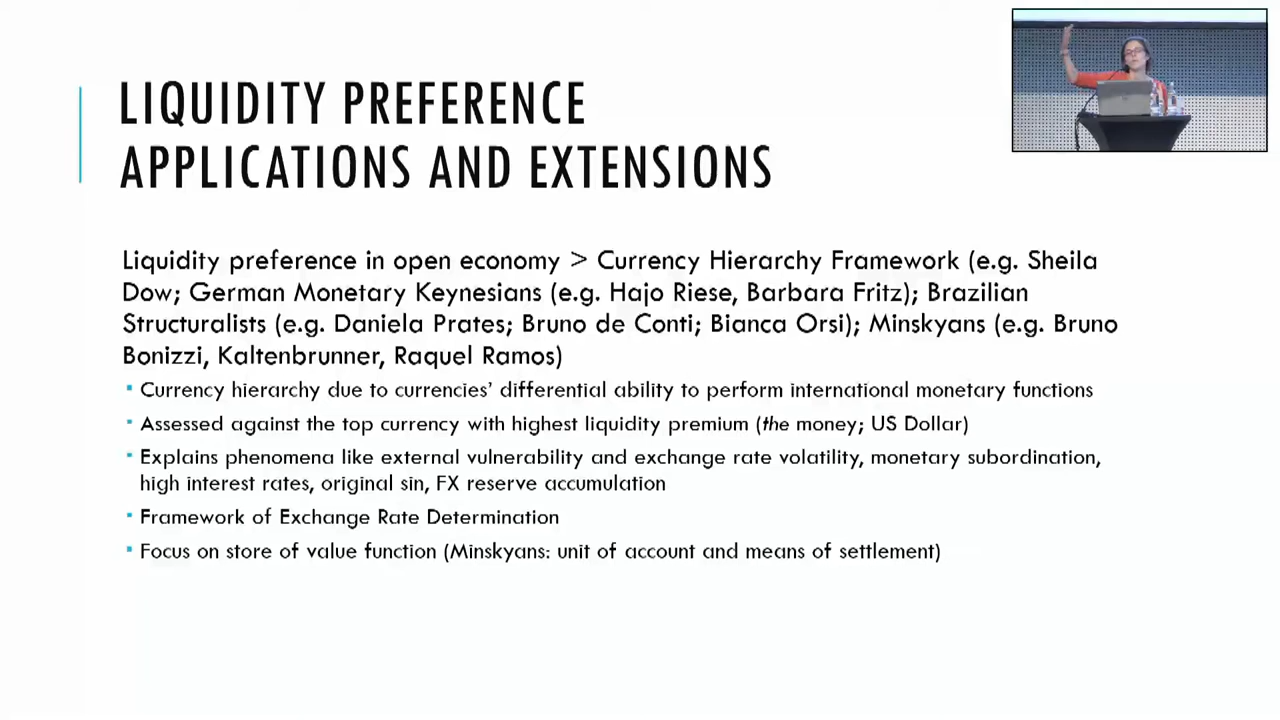 LIQUIDITY PREFERENCE
APPLICATIONS AND EXTENSIONS
Liquidity preference in open economy > Currency Hierarchy Framework (e.g. Sheila
Dow; German Monetary Keynesians (e.g. Hajo Riese, Barbara Fritz); Brazilian
Structuralists (e.g. Daniela Prates; Bruno de Conti; Bianca Orsi); Minskyans (e.g. Bruno
Bonizzi, Kaltenbrunner, Raquel Ramos)
▪ Currency hierarchy due to currencies' differential ability to perform international monetary functions
▪ Assessed against the top currency with highest liquidity premium (the money; US Dollar)
▪ Explains phenomena like external vulnerability and exchange rate volatility, monetary subordination,
high interest rates, original sin, FX reserve accumulation
▪ Framework of Exchange Rate Determination
▪ Focus on store of value function (Minskyans: unit of account and means of settlement)